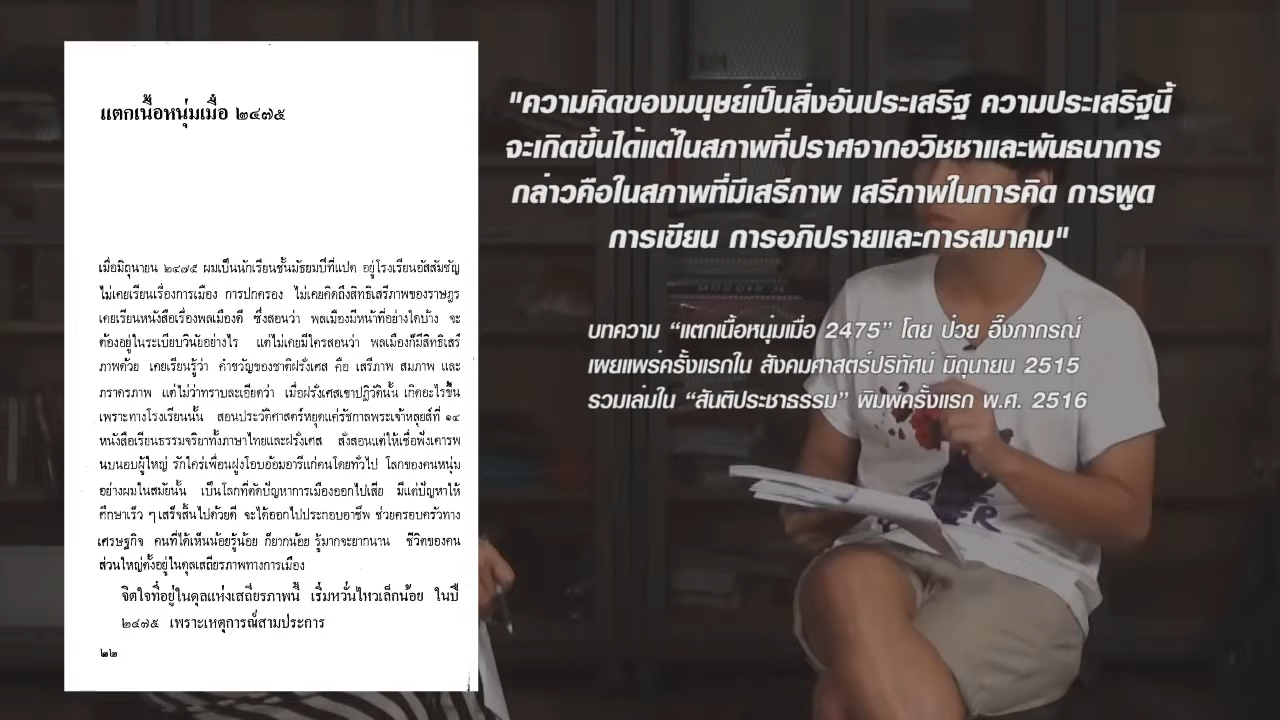 แตกเนื้อหนุ่มเมื่อ ๒๔๗๕
เมื่อมิถุนายน ๒๔๗๕ ผมเป็นนักเรียนชั้นมัธยมปีที่แปด อยู่โรงเรียนอัสสัมชัญ
ไม่เคยเรียนเรื่องการเมือง การปกครอง ไม่เคยคิดถึงสิทธิเสรีภาพของราษฎร
เคยเรียนหนังสือเรื่องพลเมืองดี ซึ่งสอนว่า พลเมืองมีหน้าที่อย่างใดบ้าง จะ
ต้องอยู่ในระเบียบวินัยอย่างไร แต่ไม่เคยมีใครสอนว่า พลเมืองก็มีสิทธิเสรี
ภาพด้วย เคยเรียนรู้ว่า คำขวัญของชาติฝรั่งเศส คือ เสรีภาพ สมภาพ และ
ภราดรภาพ แต่ไม่ว่าทราบละเอียดว่า เมื่อฝรั่งเศสเขาปฏิวัตินั้น เกิดอะไรขึ้น
เพราะทางโรงเรียนนั้น สอนประวัติศาสตร์หยุดแค่รัชกาลพระเจ้าหลุยส์ที่ ๑๔
หนังสือเรียนธรรมจริยาทั้งภาษาไทยและฝรั่งเศส สั่งสอนแต่ให้เชื่อฟังเคารพ
นบนอบผู้ใหญ่ รักใคร่เพื่อนฝูงโอบอ้อมอารีแก่คนโดยทั่วไป โลกของคนหนุ่ม
อย่างผมในสมัยนั้น เป็นโลกที่ตัดปัญหาการเมืองออกไปเสีย มีแต่ปัญหาให้
ศึกษาเร็ว ๆ เสร็จสิ้นไปด้วยดี จะได้ออกไปประกอบอาชีพ ช่วยครอบครัวทาง
เศรษฐกิจ คนที่ได้เห็นน้อยรู้น้อย ก็ยากน้อย รู้มากจะยากนาน ชีวิตของคน
ส่วนใหญ่ตั้งอยู่ในดุลเสถียรภาพทางการเมือง
จิตใจที่อยู่ในดุลแห่งเสถียรภาพนี้ เริ่มหวั่นไหวเล็กน้อย ในปี
๒๔๗๕ เพราะเหตุการณ์สามประการ
๒๒
"ความคิดของมนุษย์เป็นสิ่งอันประเสริฐ ความประเสริฐนี้
จะเกิดขึ้นได้แต่ในสภาพที่ปราศจากอวิชชาและพันธนาการ
กล่าวคือในสภาพที่มีเสรีภาพ เสรีภาพในการคิด การพูด
การเขียน การอภิปรายและการสมาคม"
บทความ “แตกเนื้อหนุ่มเมื่อ 2475” โดย ป๋วย อึ๊งภากรณ์
เผยแพร่ครั้งแรกใน สังคมศาสตร์ปริทัศน์ มิถุนายน 2515
รวมเล่มใน “สันติประชาธรรม” พิมพ์ครั้งแรก พ.ศ. 2516